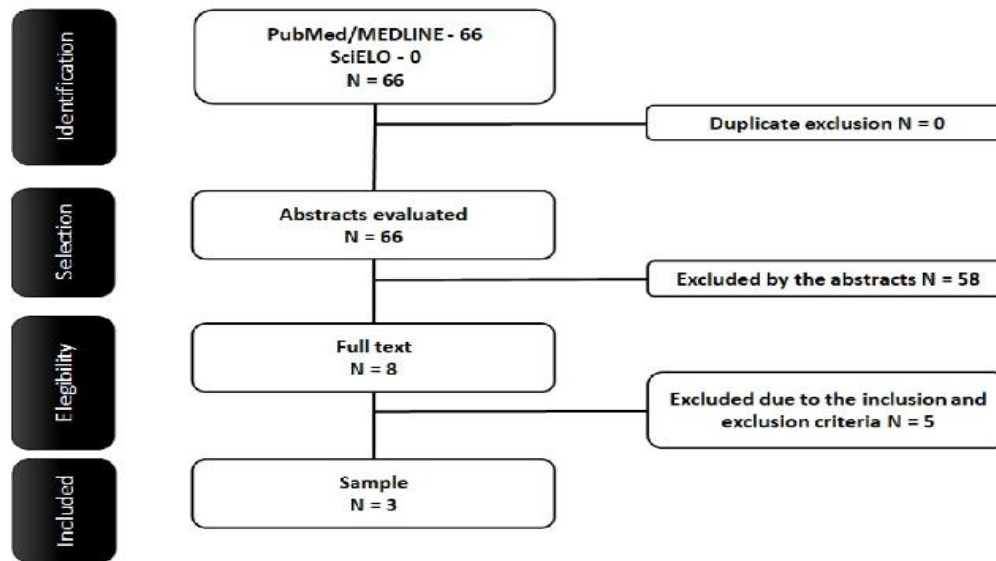 Identification
PubMed/MEDLINE - 66
SciELO - 0
N = 66
Duplicate exclusion N = 0
Selection
Abstracts evaluated
N = 66
Excluded by the abstracts N = 58
Elegibility
Full text
N = 8
Excluded due to the inclusion and
exclusion criteria N = 5
Included
Sample
N = 3